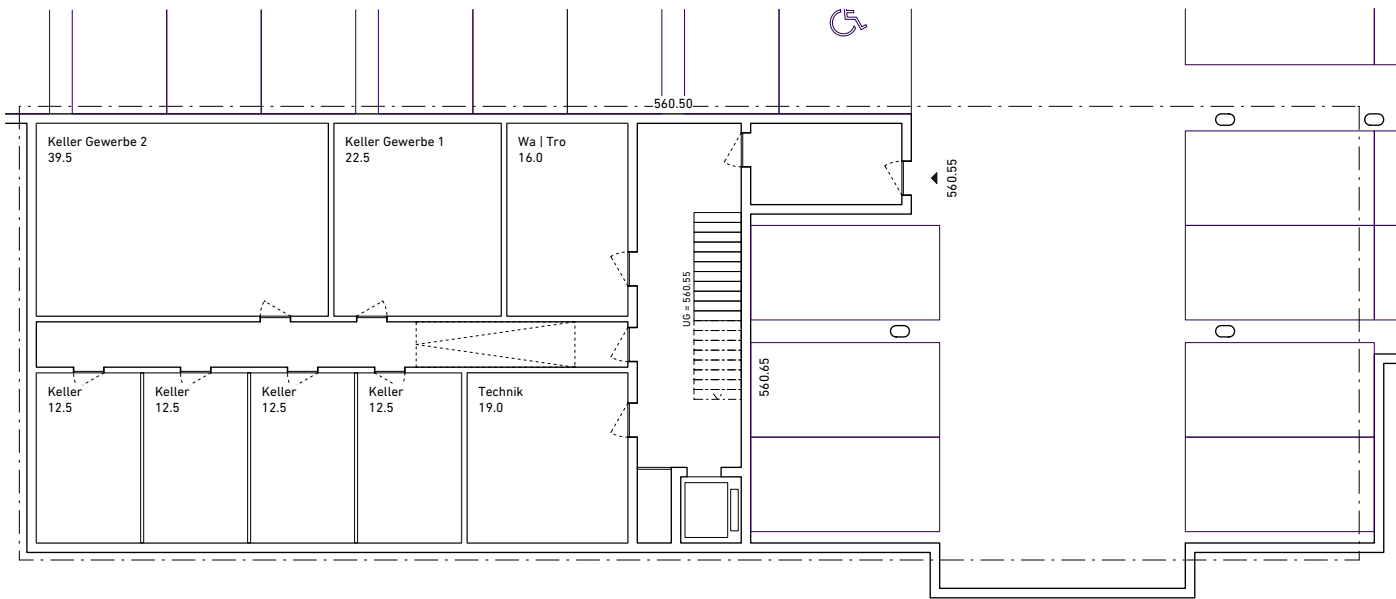 560.50
Keller Gewerbe 2
39.5
Keller Gewerbe 1
22.5
Wa | Tro
16.0
560.55
UG = 560.55
560.65
Keller
12.5
Keller
12.5
Keller
12.5
Keller
12.5
Technik
19.0